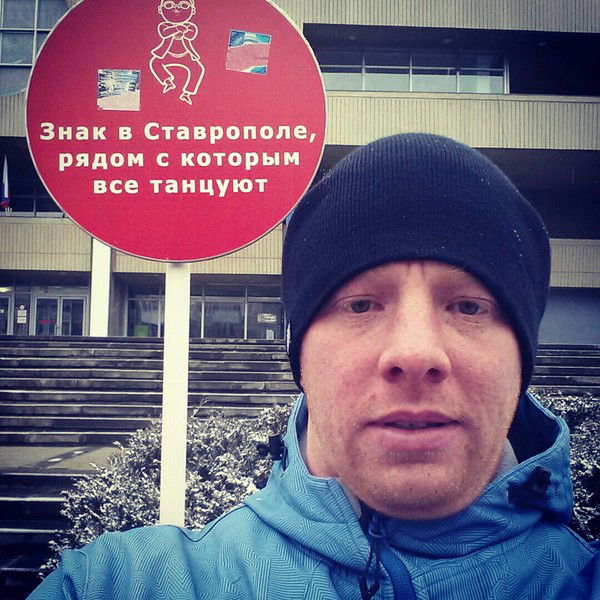 Знак в Ставрополе,
рядом с которым
все танцуют